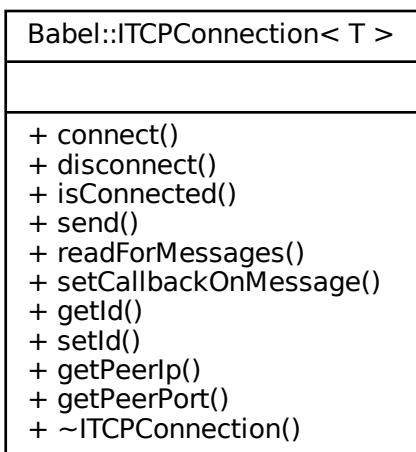 Babel::ITCPConnection< T >
+ connect()
+ disconnect()
+ isConnected()
+ send()
+ readForMessages()
+ setCallbackOnMessage()
+ getId()
+ setId()
+ getPeerIp()
+ getPeerPort()
+ ~ITCPConnection()